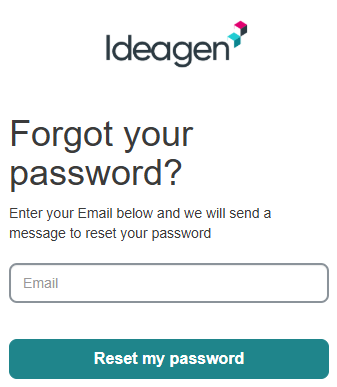 Ideagen
Forgot your
password?
Enter your Email below and we will send a
message to reset your password
Email
Reset my password